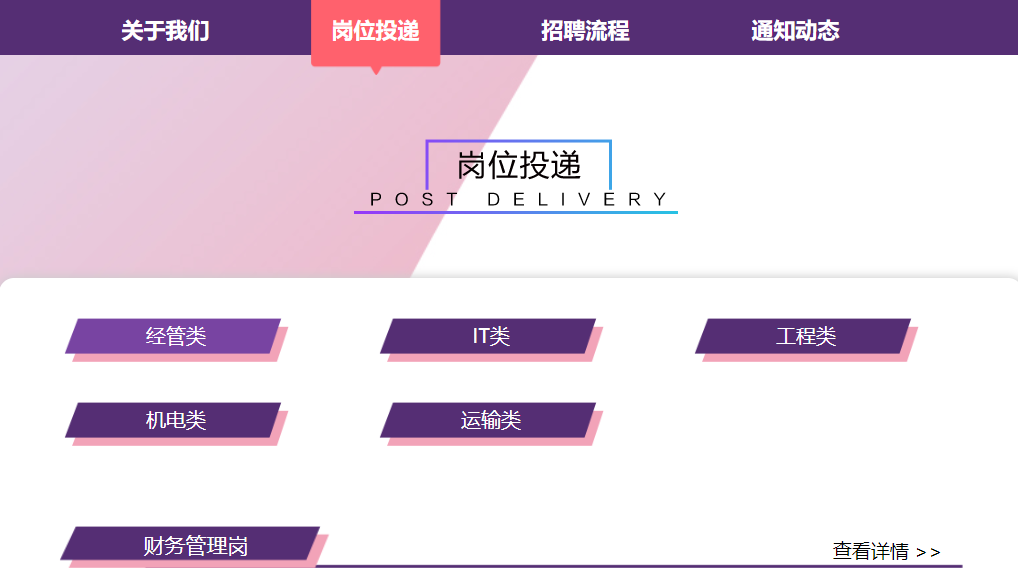 关于我们 岗位投递 招聘流程 通知动态
岗位投递
POST DELIVERY
经管类 IT类 工程类
机电类 运输类
财务管理岗 查看详情 >>